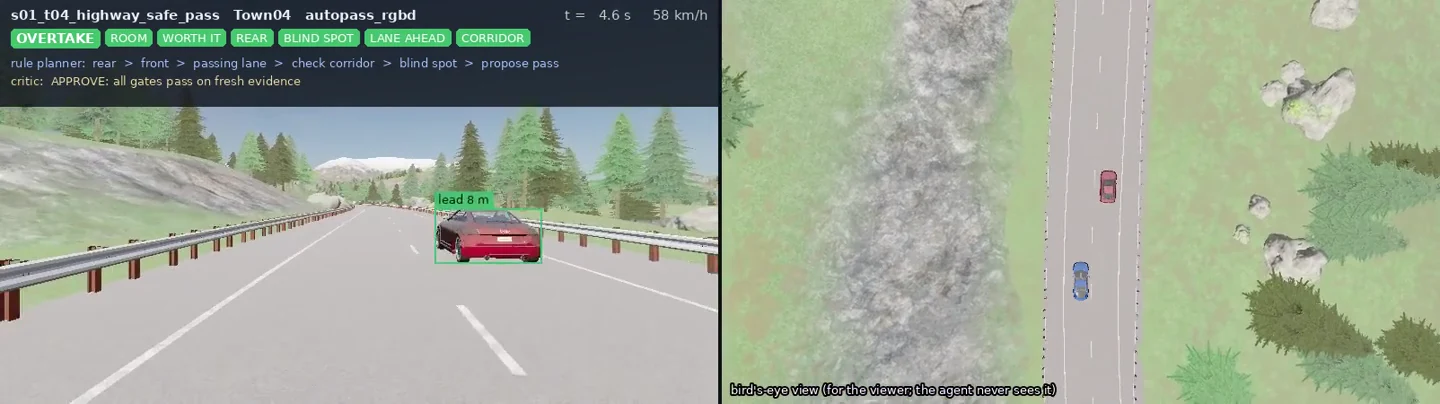 s01_t04_highway_safe_pass Town04 autopass_rgbd t = 4.6 s 58 km/h
OVERTAKE ROOM WORTH IT REAR BLIND SPOT LANE AHEAD CORRIDOR
rule planner: rear > front > passing lane > check corridor > blind spot > propose pass
critic: APPROVE: all gates pass on fresh evidence
lead 8 m
bird's-eye view (for the viewer; the agent never sees it)